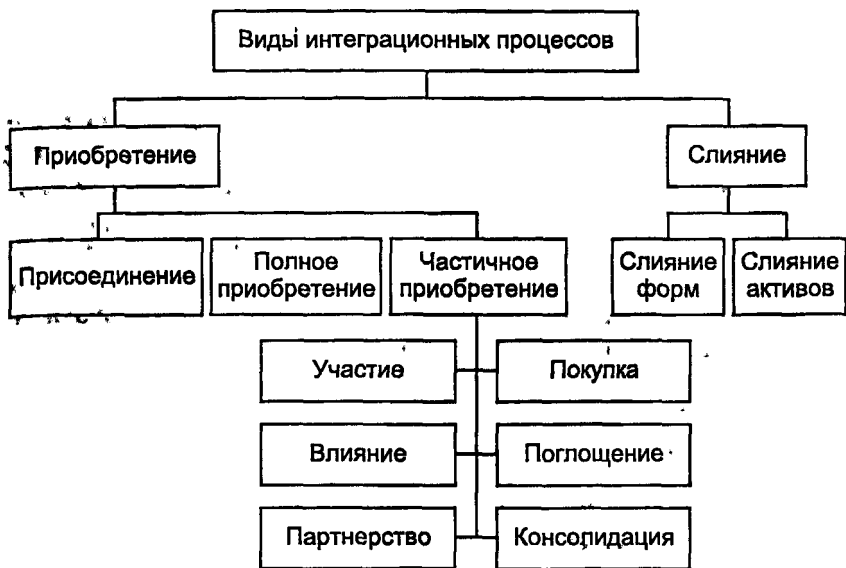 Виды интеграционных процессов
Приобретение
Слияние
Присоединение
Полное
приобретение
Частичное
приобретение
Слияние
форм
Слияние
активов
Участие
Покупка
Влияние
Поглощение
Партнерство
Консолидация